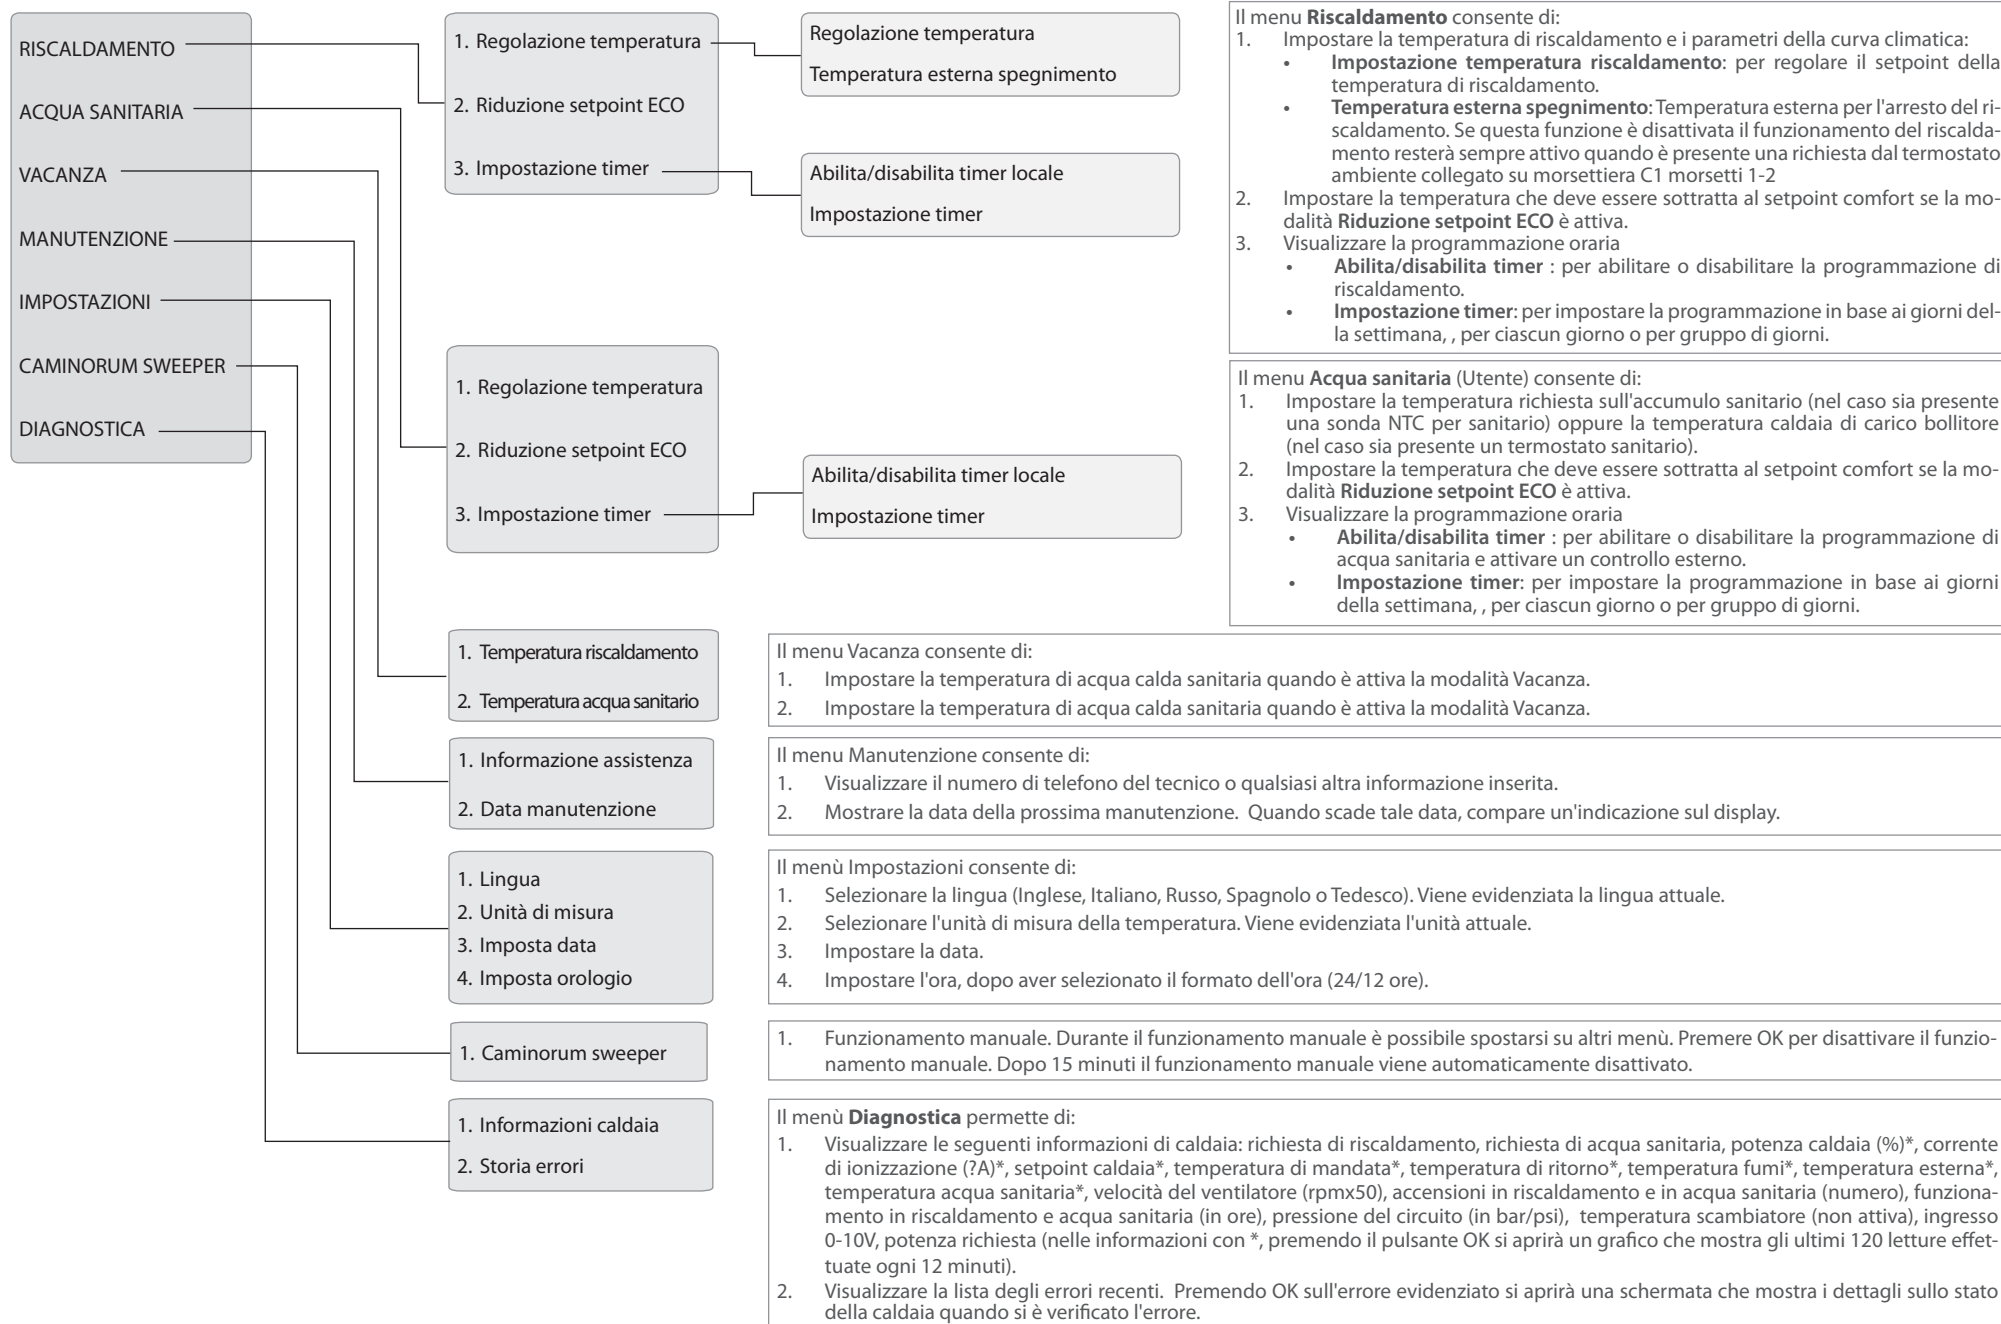 RISCALDAMENTO
ACQUA SANITARIA
VACANZA
MANUTENZIONE
IMPOSTAZIONI
CAMINORUM SWEEPER
DIAGNOSTICA
1. Regolazione temperatura
2. Riduzione setpoint ECO
3. Impostazione timer
Regolazione temperatura
Temperatura esterna spegnimento
Abilita/disabilita timer locale
Impostazione timer
Il menu Riscaldamento consente di:
1. Impostare la temperatura di riscaldamento e i parametri della curva climatica:
• Impostazione temperatura riscaldamento: per regolare il setpoint della
temperatura di riscaldamento.
• Temperatura esterna spegnimento: Temperatura esterna per l'arresto del ri-
scaldamento. Se questa funzione è disattivata il funzionamento del riscalda-
mento resterà sempre attivo quando è presente una richiesta dal termostato
ambiente collegato su morsettiera C1 morsetti 1-2
2. Impostare la temperatura che deve essere sottratta al setpoint comfort se la mo-
dalità Riduzione setpoint ECO è attiva.
3. Visualizzare la programmazione oraria
• Abilita/disabilita timer : per abilitare o disabilitare la programmazione di
riscaldamento.
• Impostazione timer: per impostare la programmazione in base ai giorni del-
la settimana, , per ciascun giorno o per gruppo di giorni.
1. Regolazione temperatura
2. Riduzione setpoint ECO
3. Impostazione timer
Abilita/disabilita timer locale
Impostazione timer
Il menu Acqua sanitaria (Utente) consente di:
1. Impostare la temperatura richiesta sull'accumulo sanitario (nel caso sia presente
una sonda NTC per sanitario) oppure la temperatura caldaia di carico bollitore
(nel caso sia presente un termostato sanitario).
2. Impostare la temperatura che deve essere sottratta al setpoint comfort se la mo-
dalità Riduzione setpoint ECO è attiva.
3. Visualizzare la programmazione oraria
• Abilita/disabilita timer : per abilitare o disabilitare la programmazione di
acqua sanitaria e attivare un controllo esterno.
• Impostazione timer: per impostare la programmazione in base ai giorni
della settimana, , per ciascun giorno o per gruppo di giorni.
1. Temperatura riscaldamento
2. Temperatura acqua sanitario
Il menu Vacanza consente di:
1. Impostare la temperatura di acqua calda sanitaria quando è attiva la modalità Vacanza.
2. Impostare la temperatura di acqua calda sanitaria quando è attiva la modalità Vacanza.
1. Informazione assistenza
2. Data manutenzione
Il menu Manutenzione consente di:
1. Visualizzare il numero di telefono del tecnico o qualsiasi altra informazione inserita.
2. Mostrare la data della prossima manutenzione. Quando scade tale data, compare un'indicazione sul display.
1. Lingua
2. Unità di misura
3. Imposta data
4. Imposta orologio
Il menù Impostazioni consente di:
1. Selezionare la lingua (Inglese, Italiano, Russo, Spagnolo o Tedesco). Viene evidenziata la lingua attuale.
2. Selezionare l'unità di misura della temperatura. Viene evidenziata l'unità attuale.
3. Impostare la data.
4. Impostare l'ora, dopo aver selezionato il formato dell'ora (24/12 ore).
1. Caminorum sweeper
1. Funzionamento manuale. Durante il funzionamento manuale è possibile spostarsi su altri menù. Premere OK per disattivare il funzio-
namento manuale. Dopo 15 minuti il funzionamento manuale viene automaticamente disattivato.
1. Informazioni caldaia
2. Storia errori
Il menù Diagnostica permette di:
1. Visualizzare le seguenti informazioni di caldaia: richiesta di riscaldamento, richiesta di acqua sanitaria, potenza caldaia (%)*, corrente
di ionizzazione (?A)*, setpoint caldaia*, temperatura di mandata*, temperatura di ritorno*, temperatura fumi*, temperatura esterna*,
temperatura acqua sanitaria*, velocità del ventilatore (rpmx50), accensioni in riscaldamento e in acqua sanitaria (numero), funziona-
mento in riscaldamento e acqua sanitaria (in ore), pressione del circuito (in bar/psi), temperatura scambiatore (non attiva), ingresso
0-10V, potenza richiesta (nelle informazioni con *, premendo il pulsante OK si aprirà un grafico che mostra gli ultimi 120 letture effet-
tuate ogni 12 minuti).
2. Visualizzare la lista degli errori recenti. Premendo OK sull'errore evidenziato si aprirà una schermata che mostra i dettagli sullo stato
della caldaia quando si è verificato l'errore.